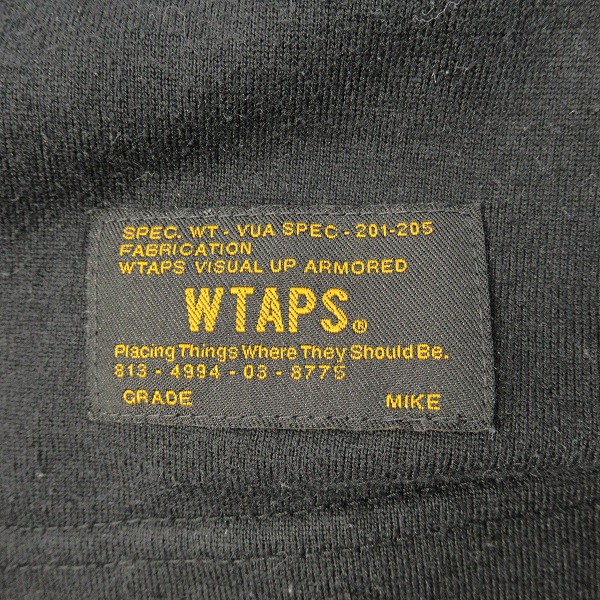 SPEC. WT - VUA SPEC - 201-205
FABRICATION
WTAPS VISUAL UP ARMORED
WTAPS®
Placing Things Where They Should Be.
813 - 4994 - 03 - 8775
GRADE MIKE